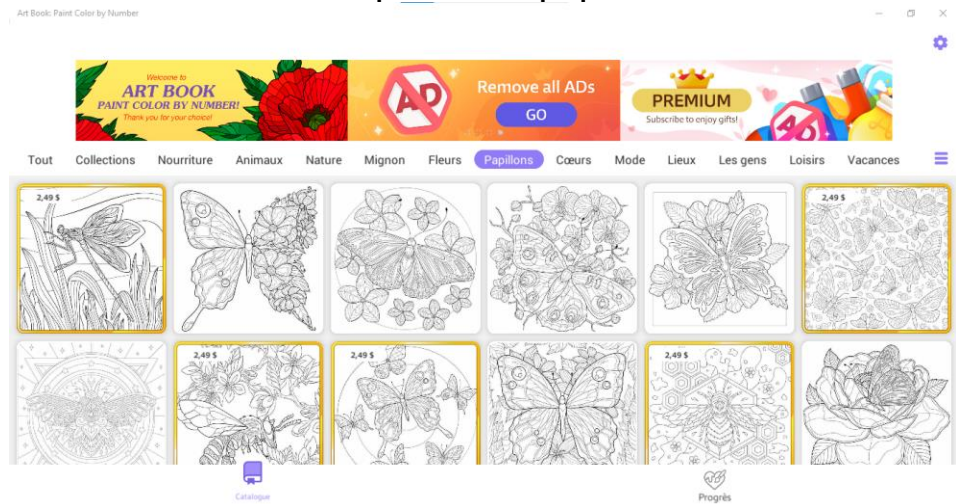 Art Book: Paint Color by Number
Welcome to
ART BOOK
PAINT COLOR BY NUMBER!
Thank you for your choice!
AD
Remove all ADs
GO
PREMIUM
Subscribe to enjoy gifts!
AD
Tout Collections Nourriture Animaux Nature Mignon Fleurs Papillons Cœurs Mode Lieux Les gens Loisirs Vacances
2,49 $ 2,49 $
2,49 $ 2,49 $ 2,49 $
Catalogue Progrès